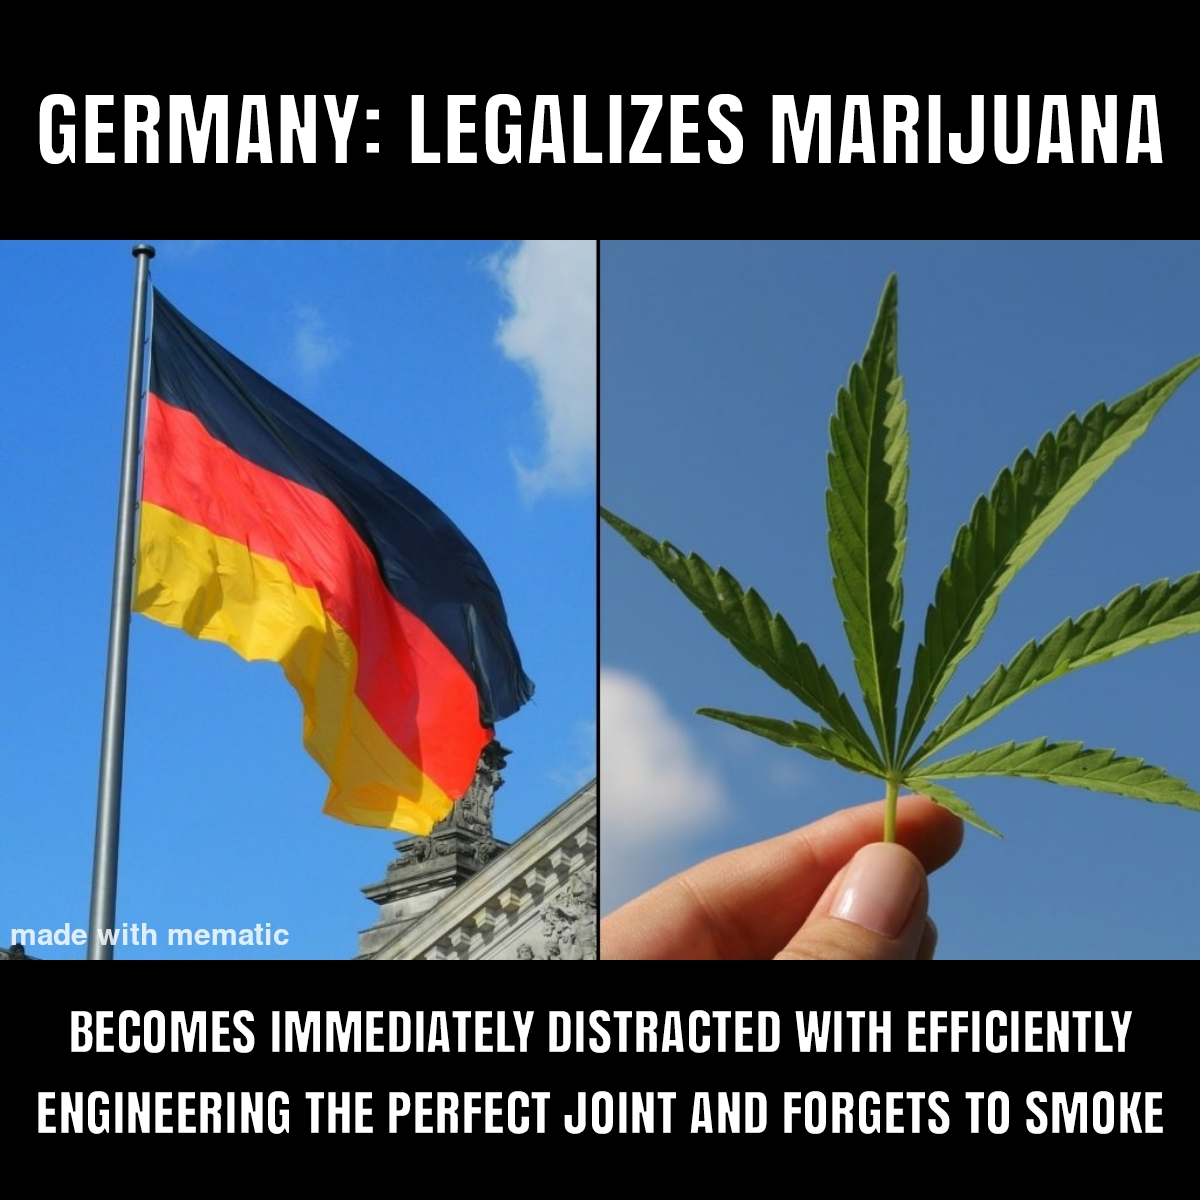 GERMANY: LEGALIZES MARIJUANA
made with mematic
BECOMES IMMEDIATELY DISTRACTED WITH EFFICIENTLY
ENGINEERING THE PERFECT JOINT AND FORGETS TO SMOKE